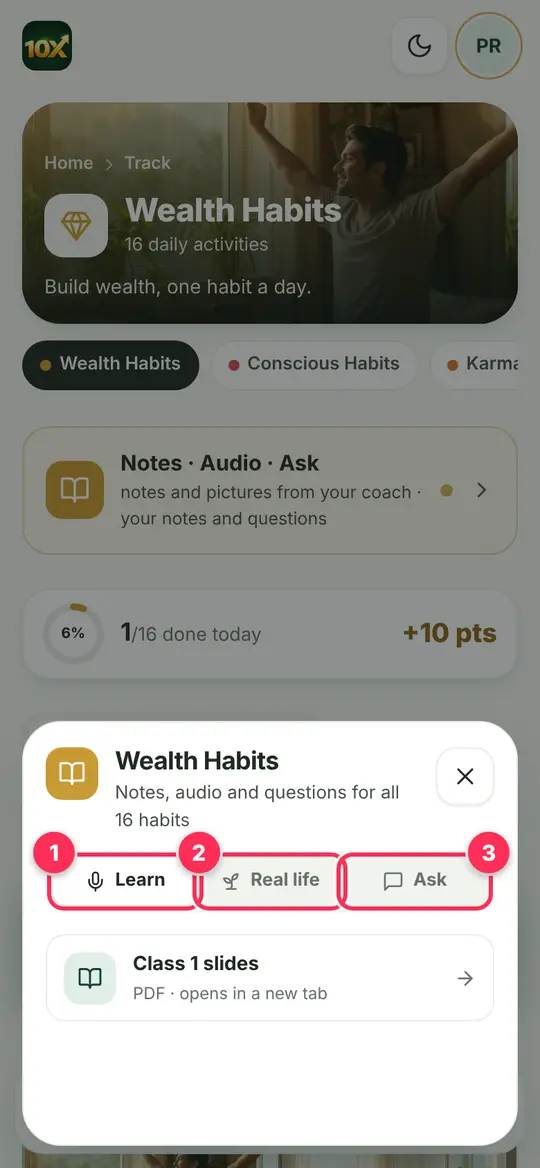 10X
PR
Home > Track
Wealth Habits
16 daily activities
Build wealth, one habit a day.
Wealth Habits
Conscious Habits
Karma
Notes · Audio · Ask
notes and pictures from your coach ·
your notes and questions
6%
1/16 done today
+10 pts
Wealth Habits
Notes, audio and questions for all
16 habits
1
2
3
Learn
Real life
Ask
Class 1 slides
PDF · opens in a new tab